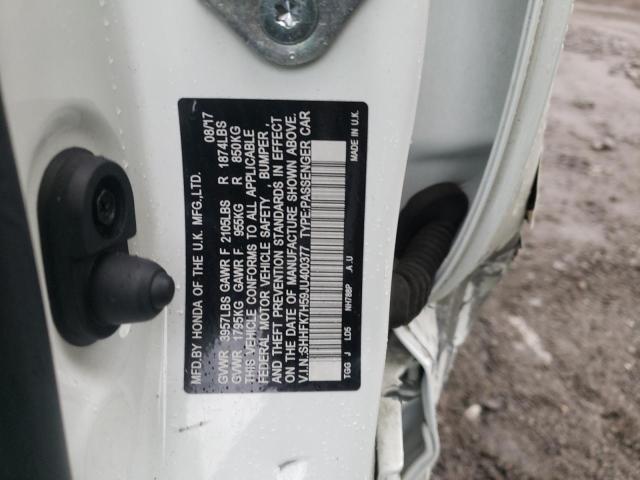 MFD.BY HONDA OF THE U.K. MFG.,LTD. 08/17
GVWR 3957LBS GAWR F 2105LBS R 1874LBS
GVWR 1795KG GAWR F 955KG R 850KG
THIS VEHICLE CONFORMS TO ALL APPLICABLE
FEDERAL MOTOR VEHICLE SAFETY , BUMPER ,
AND THEFT PREVENTION STANDARDS IN EFFECT
ON THE DATE OF MANUFACTURE SHOWN ABOVE.
V.I.N:SHHFK7H59JU400377 TYPE:PASSENGER CAR
TGG J LD5 NH788P .A.U MADE IN U.K.